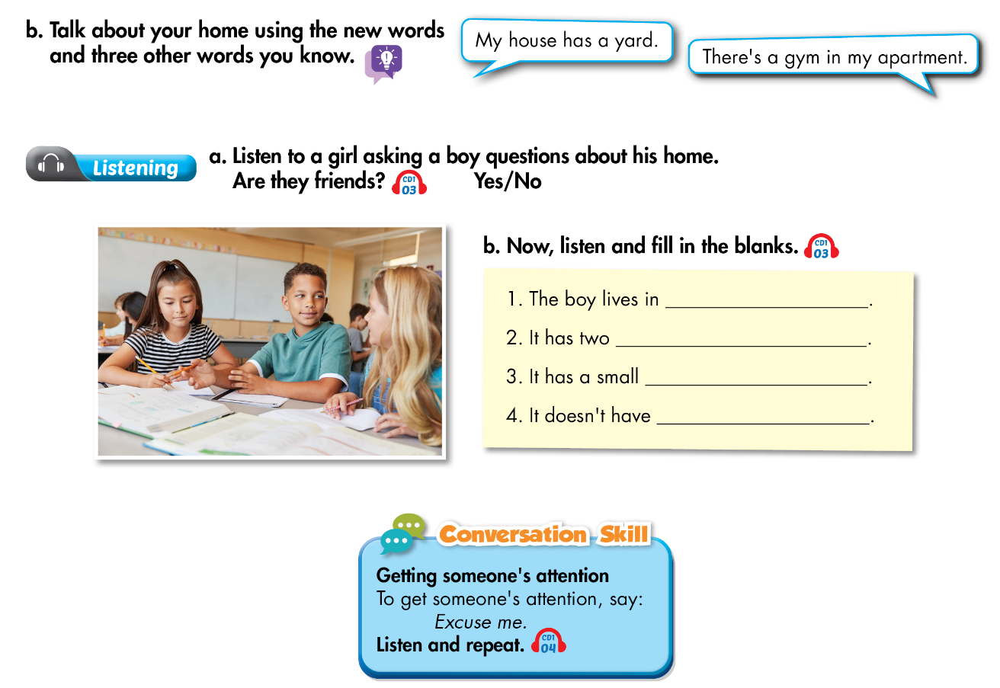 b. Talk about your home using the new words
and three other words you know.
My house has a yard.
There's a gym in my apartment.
Listening
a. Listen to a girl asking a boy questions about his home.
Are they friends? CD1 03 Yes/No
b. Now, listen and fill in the blanks. CD1 03
1. The boy lives in ____________________.
2. It has two ____________________.
3. It has a small ____________________.
4. It doesn't have ____________________.
Conversation Skill
Getting someone's attention
To get someone's attention, say:
Excuse me.
Listen and repeat. CD1 04